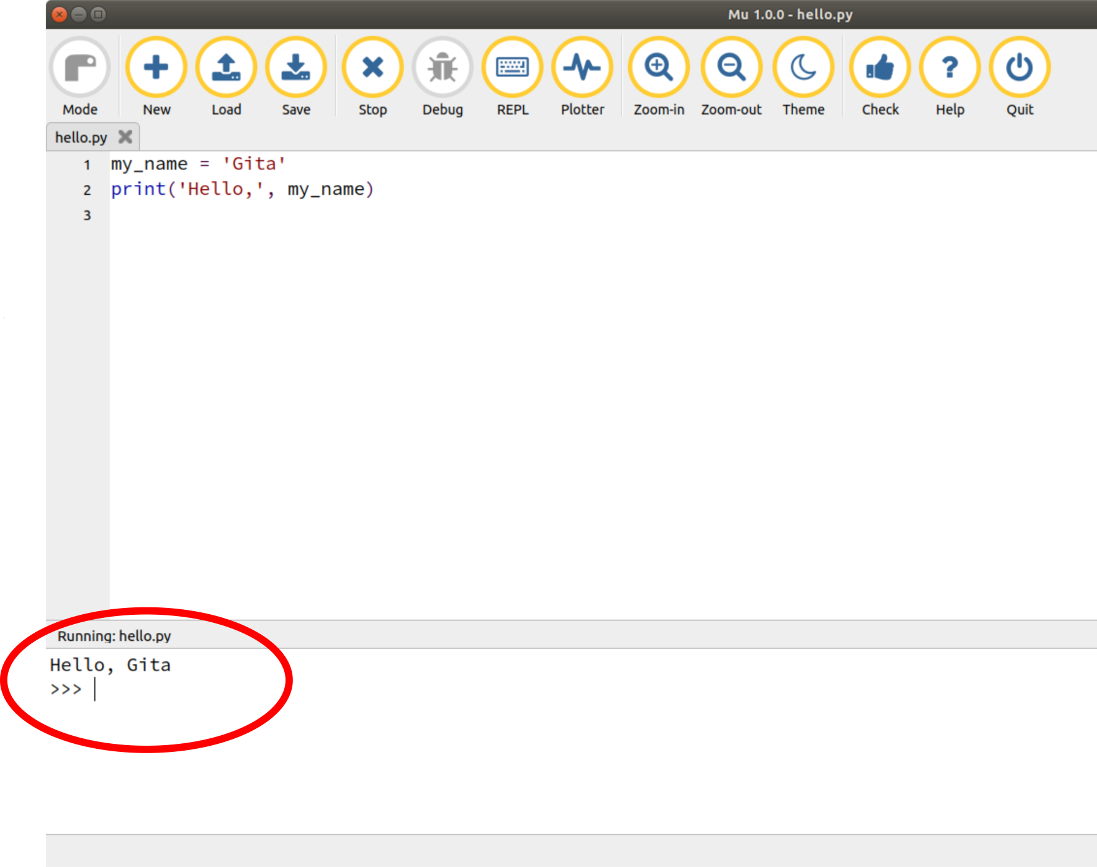 Mu 1.0.0 - hello.py
Mode New Load Save Stop Debug REPL Plotter Zoom-in Zoom-out Theme Check Help Quit
hello.py
1 my_name = 'Gita'
2 print('Hello,', my_name)
3
Running: hello.py
Hello, Gita
>>>